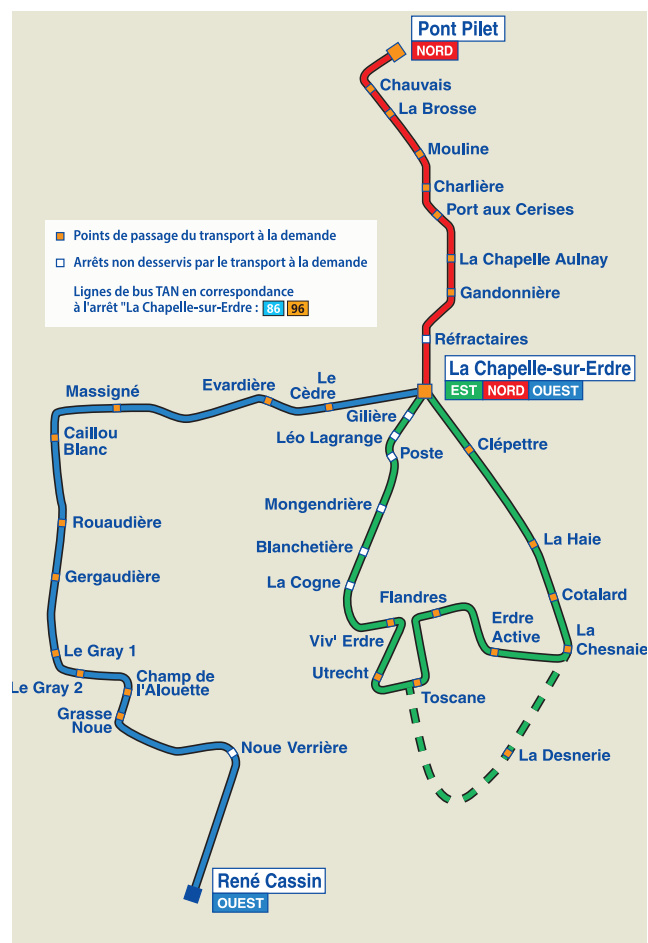 Pont Pilet
NORD
Chauvais
La Brosse
Mouline
Charlière
Port aux Cerises
La Chapelle Aulnay
Gandonnière
Réfractaires
Points de passage du transport à la demande
Arrêts non desservis par le transport à la demande
Lignes de bus TAN en correspondance
à l'arrêt "La Chapelle-sur-Erdre : 86 96
La Chapelle-sur-Erdre
EST NORD OUEST
Le
Cèdre
Evardière
Massigné
Gilière
Léo Lagrange
Poste
Clépettre
Caillou
Blanc
Mongendrière
Rouaudière
La Haie
Blanchetière
Gergaudière
La Cogne
Flandres
Cotalard
Erdre
Active
La
Chesnaie
Viv' Erdre
Le Gray 1
Utrecht
Champ de
l'Alouette
Le Gray 2
Toscane
Grasse
Noue
Noue Verrière
La Desnerie
René Cassin
OUEST